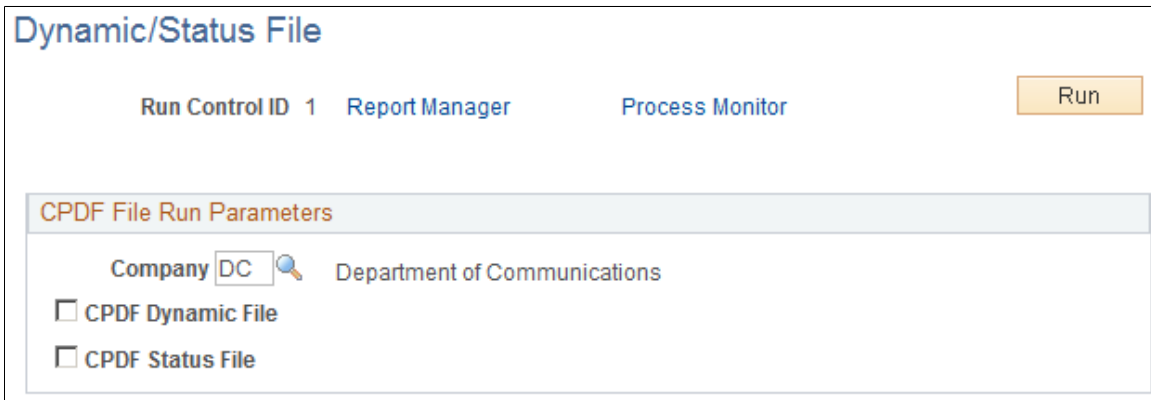 Dynamic/Status File
Run Control ID 1 Report Manager Process Monitor Run
CPDF File Run Parameters
Company DC Department of Communications
CPDF Dynamic File
CPDF Status File